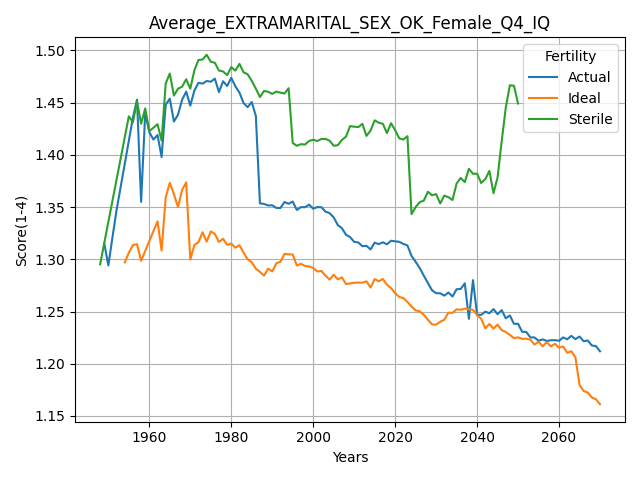 Average_EXTRAMARITAL_SEX_OK_Female_Q4_IQ
Fertility
Actual
Ideal
Sterile
Score(1-4)
1.50
1.45
1.40
1.35
1.30
1.25
1.20
1.15
1960 1980 2000 2020 2040 2060
Years